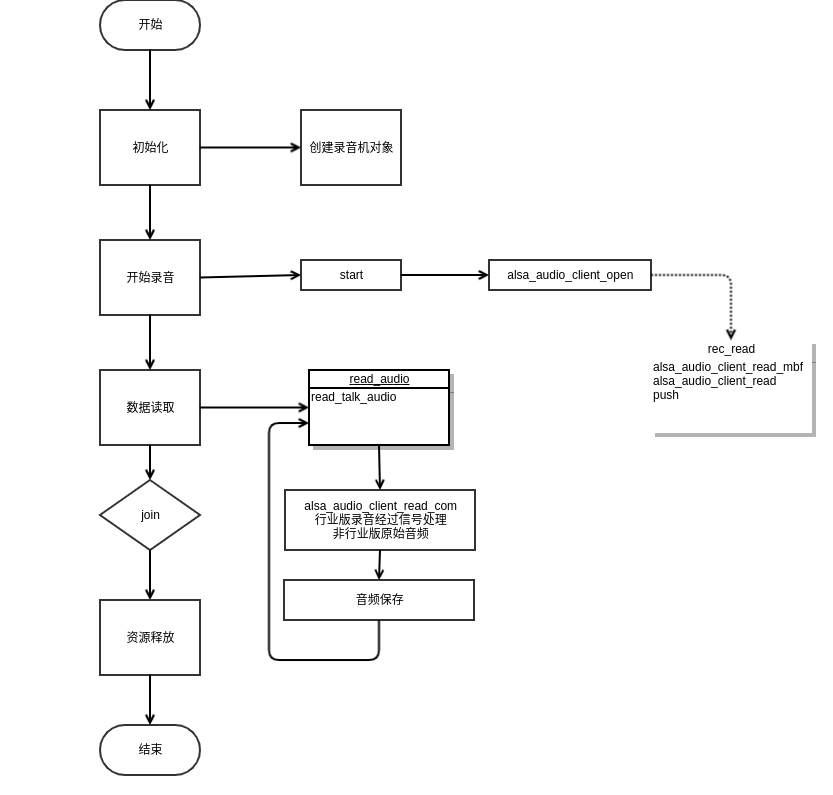 开始
初始化
创建录音机对象
开始录音
start
alsa_audio_client_open
rec_read
alsa_audio_client_read_mbf
alsa_audio_client_read
push
数据读取
read_audio
read_talk_audio
join
alsa_audio_client_read_com
行业版录音经过信号处理
非行业版原始音频
音频保存
资源释放
结束